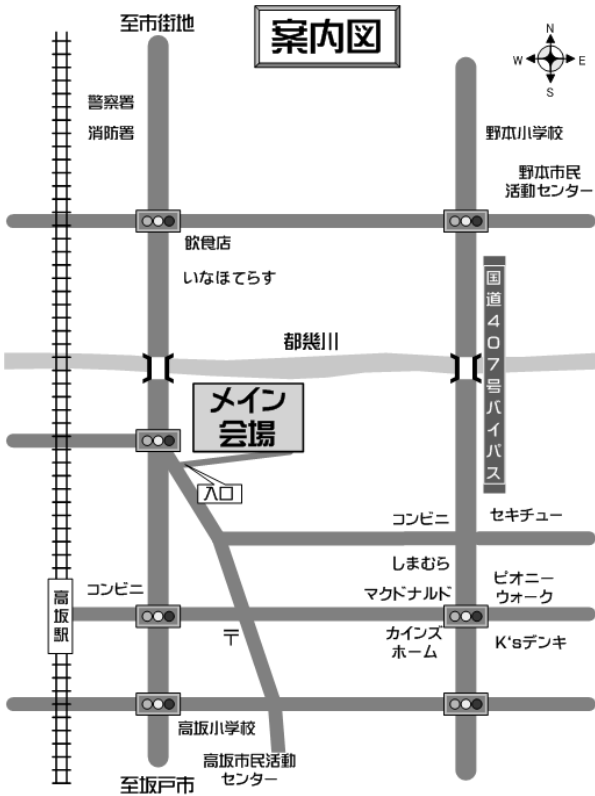 至市街地
案内図
N
W
E
S
警察署
消防署
野本小学校
野本市民
活動センター
飲食店
いなほてらす
国道407号バイパス
都幾川
メイン
会場
入口
コンビニ
セキチュー
しまむら
コンビニ
マクドナルド
ピオニー
ウォーク
高坂駅
〒
カインズ
ホーム
K'sデンキ
高坂小学校
高坂市民活動
センター
至坂戸市